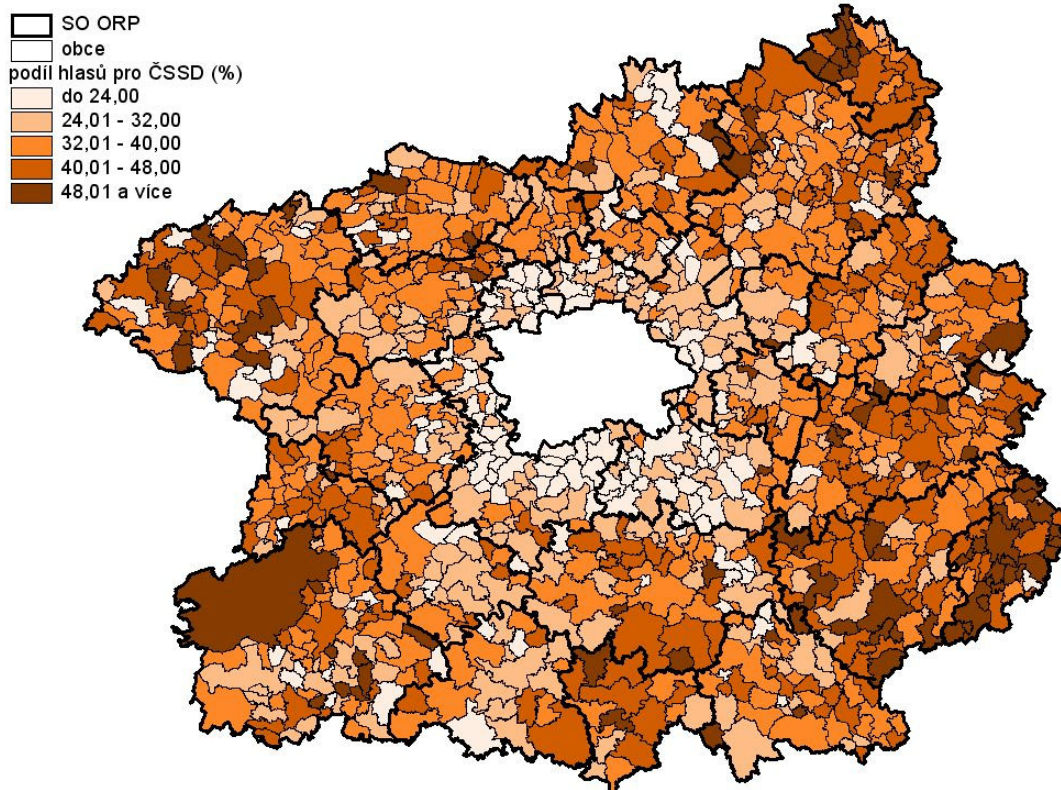 SO ORP
obce
podíl hlasů pro ČSSD (%)
do 24,00
24,01 - 32,00
32,01 - 40,00
40,01 - 48,00
48,01 a více